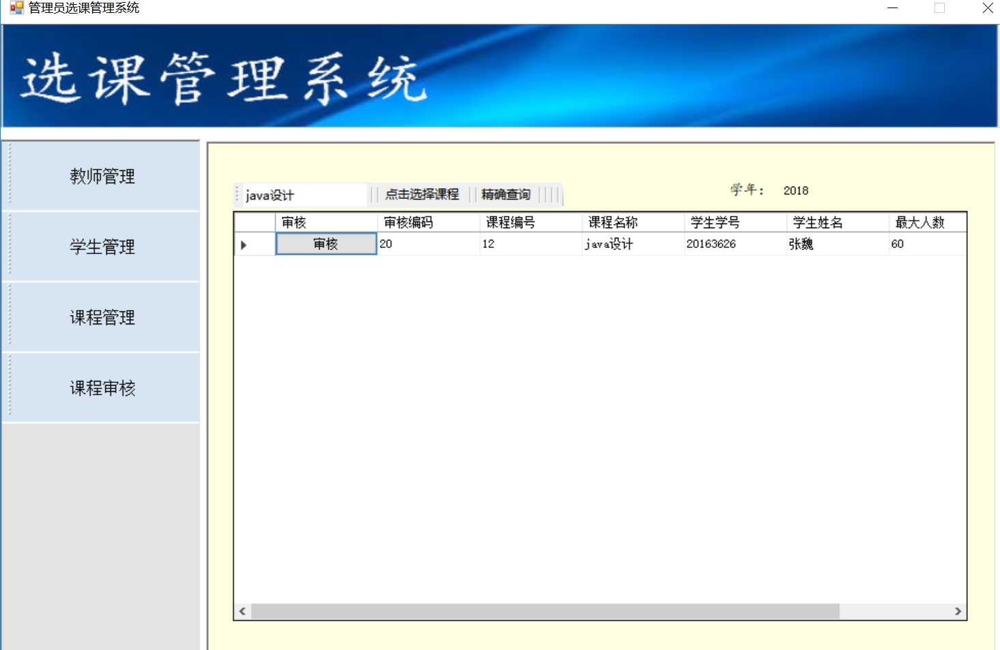 管理员选课管理系统
选课管理系统
教师管理
学生管理
课程管理
课程审核
java设计 点击选择课程 精确查询 学年： 2018
审核 审核编码 课程编号 课程名称 学生学号 学生姓名 最大人数
审核 20 12 java设计 20163626 张魏 60